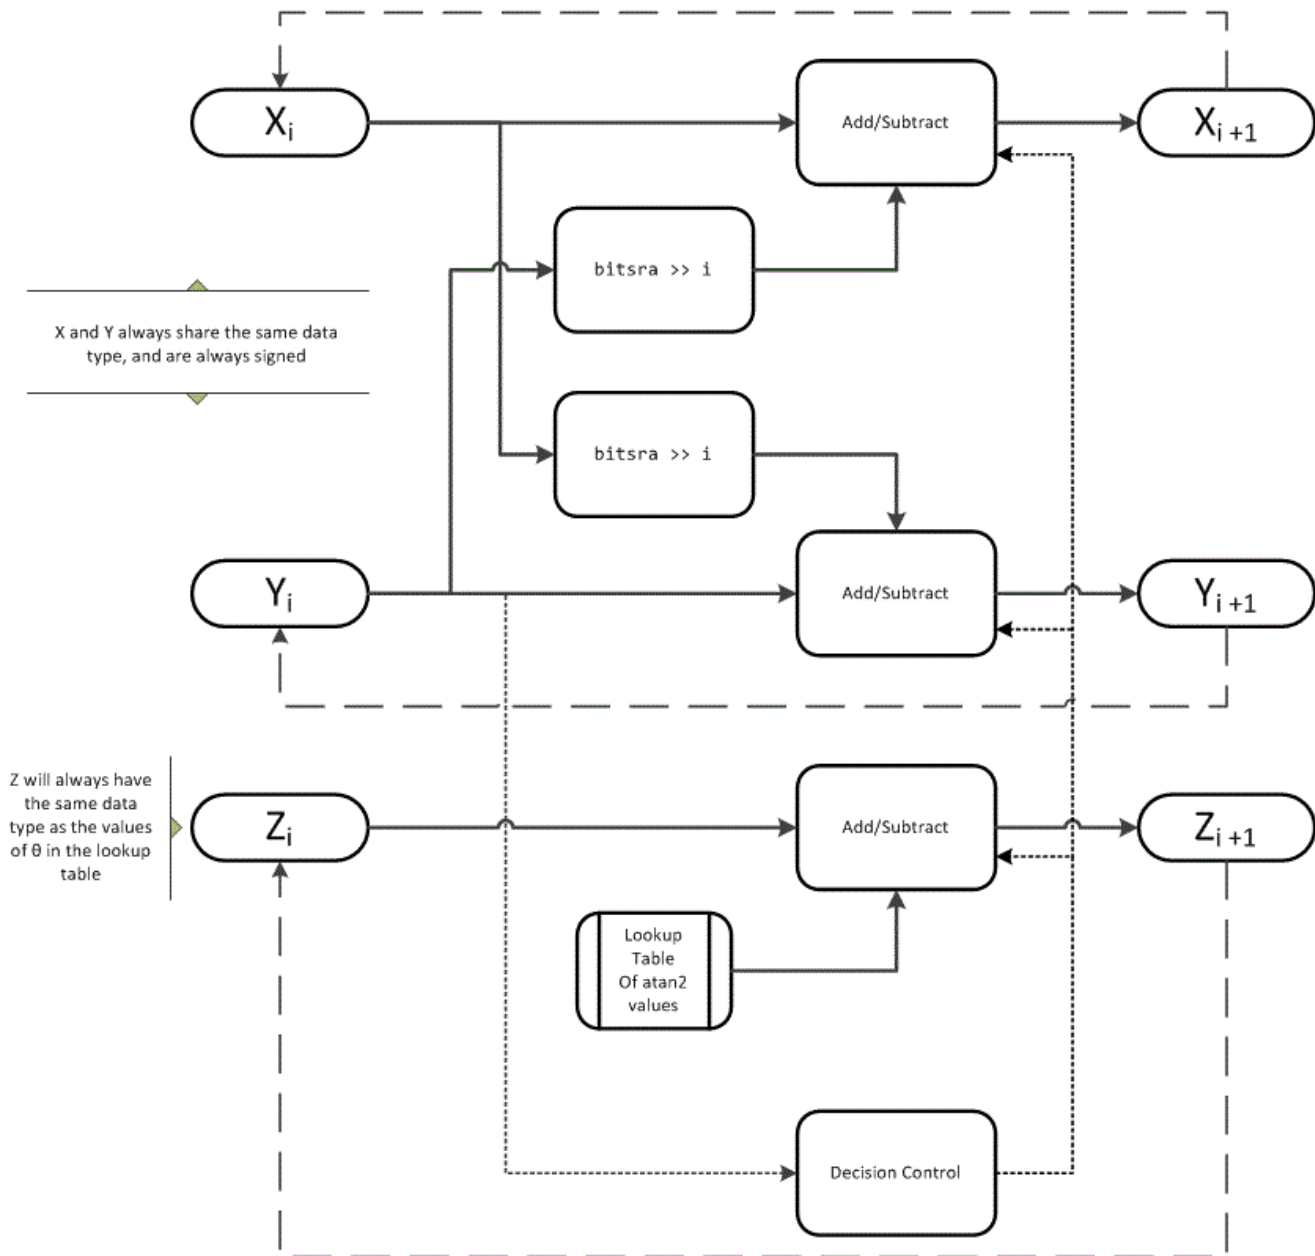 Xᵢ
Add/Subtract
Xᵢ ₊₁
bitsra >> i
X and Y always share the same data
type, and are always signed
bitsra >> i
Yᵢ
Add/Subtract
Yᵢ ₊₁
Z will always have
the same data
type as the values
of θ in the lookup
table
Zᵢ
Add/Subtract
Zᵢ ₊₁
Lookup
Table
Of atan2
values
Decision Control